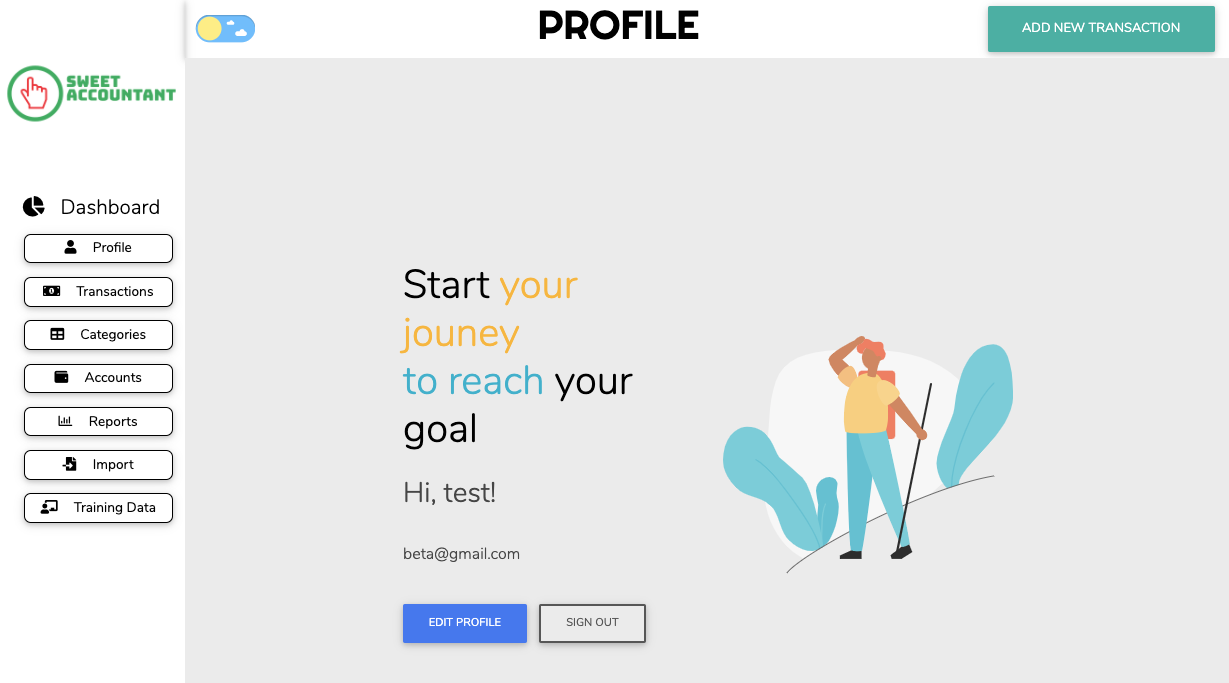 PROFILE
ADD NEW TRANSACTION
SWEET
ACCOUNTANT
Dashboard
Profile
Transactions
Categories
Accounts
Reports
Import
Training Data
Start your
jouney
to reach your
goal
Hi, test!
beta@gmail.com
EDIT PROFILE
SIGN OUT